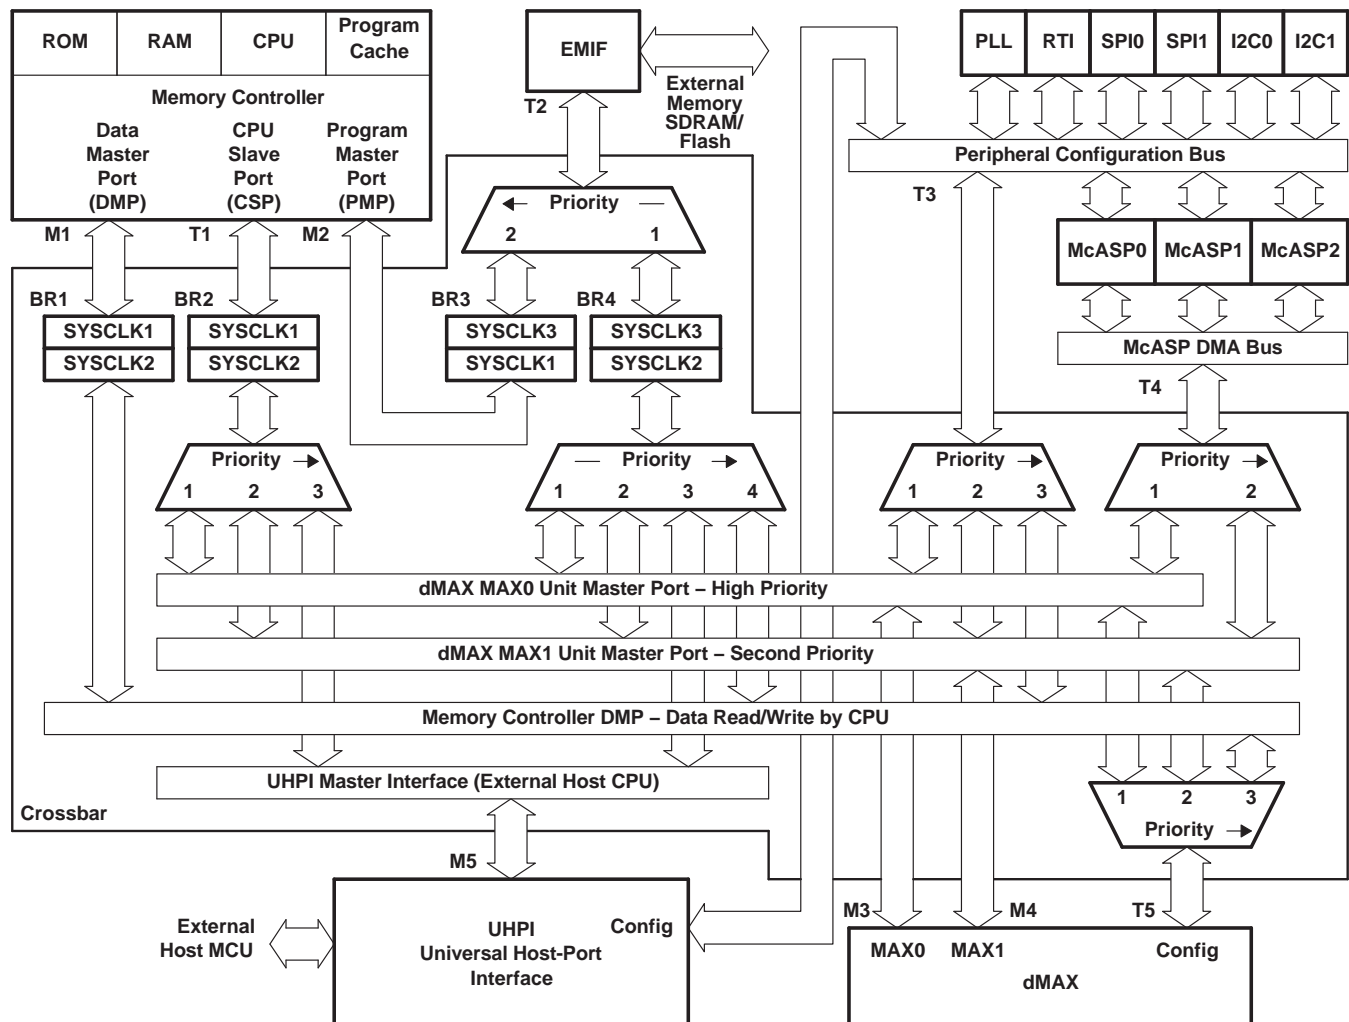 ROM
RAM
CPU
Program
Cache
Memory Controller
Data
Master
Port
(DMP)
CPU
Slave
Port
(CSP)
Program
Master
Port
(PMP)
EMIF
External
Memory
SDRAM/
Flash
PLL
RTI
SPI0
SPI1
I2C0
I2C1
Peripheral Configuration Bus
T2
T3
McASP0
McASP1
McASP2
McASP DMA Bus
T4
M1
T1
M2
Priority
2
1
BR1
SYSCLK1
SYSCLK2
BR2
SYSCLK1
SYSCLK2
BR3
SYSCLK3
SYSCLK1
BR4
SYSCLK3
SYSCLK2
Priority
1
2
3
Priority
1
2
3
4
Priority
1
2
3
Priority
1
2
dMAX MAX0 Unit Master Port – High Priority
dMAX MAX1 Unit Master Port – Second Priority
Memory Controller DMP – Data Read/Write by CPU
UHPI Master Interface (External Host CPU)
Crossbar
1
2
3
Priority
M5
M3
M4
T5
External
Host MCU
UHPI
Universal Host-Port
Interface
Config
MAX0
MAX1
Config
dMAX